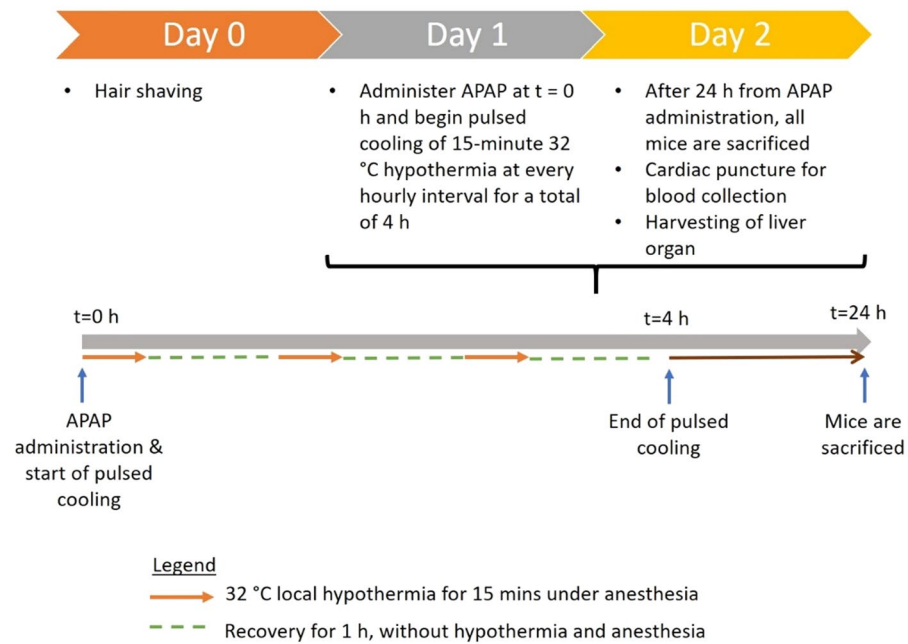 Day 0
Day 1
Day 2
• Hair shaving
• Administer APAP at t = 0
h and begin pulsed
cooling of 15-minute 32
°C hypothermia at every
hourly interval for a total
of 4 h
• After 24 h from APAP
administration, all
mice are sacrificed
• Cardiac puncture for
blood collection
• Harvesting of liver
organ
t=0 h
t=4 h
t=24 h
APAP
administration &
start of pulsed
cooling
End of pulsed
cooling
Mice are
sacrificed
Legend
32 °C local hypothermia for 15 mins under anesthesia
Recovery for 1 h, without hypothermia and anesthesia